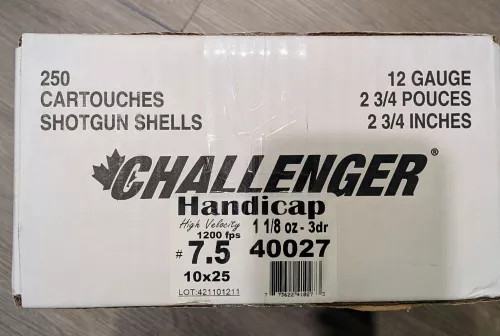 250
CARTOUCHES
SHOTGUN SHELLS
12 GAUGE
2 3/4 POUCES
2 3/4 INCHES
CHALLENGER®
Handicap
High Velocity 1 1/8 oz - 3dr
1200 fps
# 7.5 40027
10x25
LOT:421101211